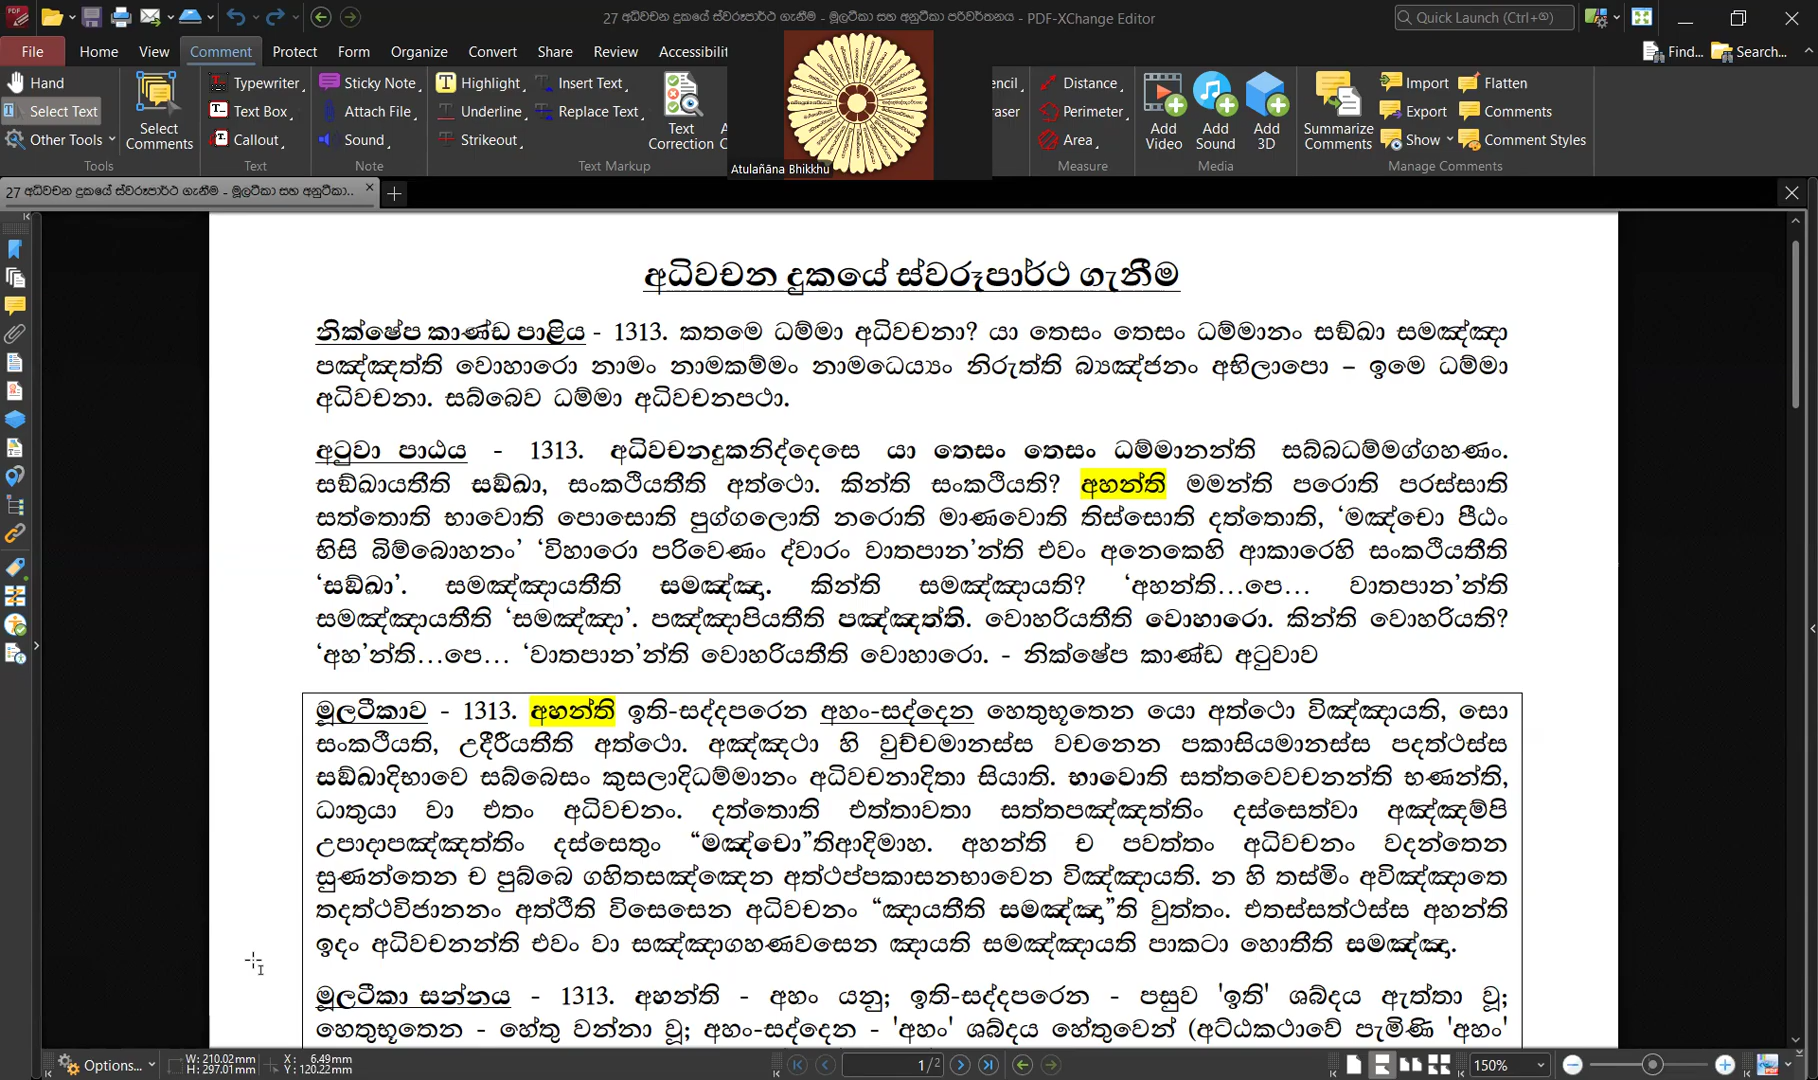 27 අධිවචන දුකයේ ස්වරූපාර්ථ ගැනීම - මූලටීකා සහ අනුටීකා පරිවර්තනය - PDF-XChange Editor
Quick Launch (Ctrl+@)
File Home View Comment Protect Form Organize Convert Share Review Accessibilit
Find... Search...
Hand Typewriter Sticky Note Highlight Insert Text encil Distance Import Flatten
Select Text Text Box Attach File Underline Replace Text raser Perimeter Export Comments
Other Tools Callout Sound Strikeout Area Show Comment Styles
Select Comments
Text Correction
Add Video
Add Sound
Add 3D
Summarize Comments
Tools Text Note Text Markup Measure Media Manage Comments
Atulañāna Bhikkhu
27 අධිවචන දුකයේ ස්වරූපාර්ථ ගැනීම - මූලටීකා සහ අනුටීකා..
අධිවචන දුකයේ ස්වරූපාර්ථ ගැනීම
නික්ෂේප කාණ්ඩ පාළිය - 1313. කතමෙ ධම්මා අධිවචනා? යා තෙසං තෙසං ධම්මානං සඞ්ඛා සමඤ්ඤා
පඤ්ඤත්ති වොහාරො නාමං නාමකම්මං නාමධෙය්‍යං නිරුත්ති බ්‍යඤ්ජනං අභිලාපො – ඉමෙ ධම්මා
අධිවචනා. සබ්බෙව ධම්මා අධිවචනපථා.
අටුවා පාඨය - 1313. අධිවචනදුකනිද්දෙසෙ යා තෙසං තෙසං ධම්මානන්ති සබ්බධම්මග්ගහණං.
සඞ්ඛායතීති සඞ්ඛා, සංකථියතීති අත්ථො. කින්ති සංකථියති? අහන්ති මමන්ති පරොති පරස්සාති
සත්තොති භාවොති පොසොති පුග්ගලොති නරොති මාණවොති තිස්සොති දත්තොති, ‘මඤ්චො පීඨං
භිසි බිම්බොහනං’ ‘විහාරො පරිවෙණං ද්වාරං වාතපාන’න්ති එවං අනෙකෙහි ආකාරෙහි සංකථියතීති
‘සඞ්ඛා’. සමඤ්ඤායතීති සමඤ්ඤා. කින්ති සමඤ්ඤායති? ‘අහන්ති…පෙ… වාතපාන’න්ති
සමඤ්ඤායතීති ‘සමඤ්ඤා’. පඤ්ඤාපියතීති පඤ්ඤත්ති. වොහරියතීති වොහාරො. කින්ති වොහරියති?
‘අහ’න්ති…පෙ… ‘වාතපාන’න්ති වොහරියතීති වොහාරො. - නික්ෂේප කාණ්ඩ අටුවාව
මූලටීකාව - 1313. අහන්ති ඉති-සද්දපරෙන අහං-සද්දෙන හෙතුභූතෙන යො අත්ථො විඤ්ඤායති, සො
සංකථීයති, උදීරීයතීති අත්ථො. අඤ්ඤථා හි වුච්චමානස්ස වචනෙන පකාසියමානස්ස පදත්ථස්ස
සඞ්ඛාදිභාවෙ සබ්බෙසං කුසලාදිධම්මානං අධිවචනාදිතා සියාති. භාවොති සත්තවෙවචනන්ති භණන්ති,
ධාතුයා වා එතං අධිවචනං. දත්තොති එත්තාවතා සත්තපඤ්ඤත්තිං දස්සෙත්වා අඤ්ඤම්පි
උපාදාපඤ්ඤත්තිං දස්සෙතුං “මඤ්චො”තිආදිමාහ. අහන්ති ච පවත්තං අධිවචනං වදන්තෙන
සුණන්තෙන ච පුබ්බෙ ගහිතසඤ්ඤෙන අත්ථප්පකාසනභාවෙන විඤ්ඤායති. න හි තස්මිං අවිඤ්ඤාතෙ
තදත්ථවිජානනං අත්ථීති විසෙසෙන අධිවචනං “ඤායතීති සමඤ්ඤා”ති වුත්තං. එතස්සත්ථස්ස අහන්ති
ඉදං අධිවචනන්ති එවං වා සඤ්ඤාගහණවසෙන ඤායති සමඤ්ඤායති පාකටා හොතීති සමඤ්ඤා.
මූලටීකා සන්නය - 1313. අහන්ති - අහං යනු; ඉති-සද්දපරෙන - පසුව 'ඉති' ශබ්දය ඇත්තා වූ;
හෙතුභූතෙන - හේතු වන්නා වූ; අහං-සද්දෙන - 'අහං' ශබ්දය හේතුවෙන් (අට්ඨකථාවේ පැමිණි 'අහං'
Options... W: 210.02mm H: 297.01mm X: 6.49mm Y: 120.22mm 1 / 2 150%